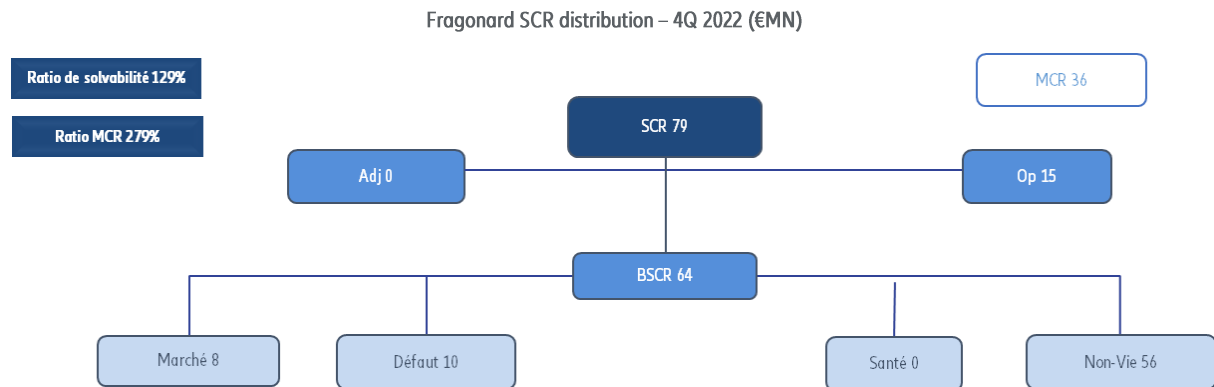 Fragonard SCR distribution – 4Q 2022 (€MN)
Ratio de solvabilité 129%
MCR 36
Ratio MCR 279%
SCR 79
Adj 0
Op 15
BSCR 64
Marché 8
Défaut 10
Santé 0
Non-Vie 56